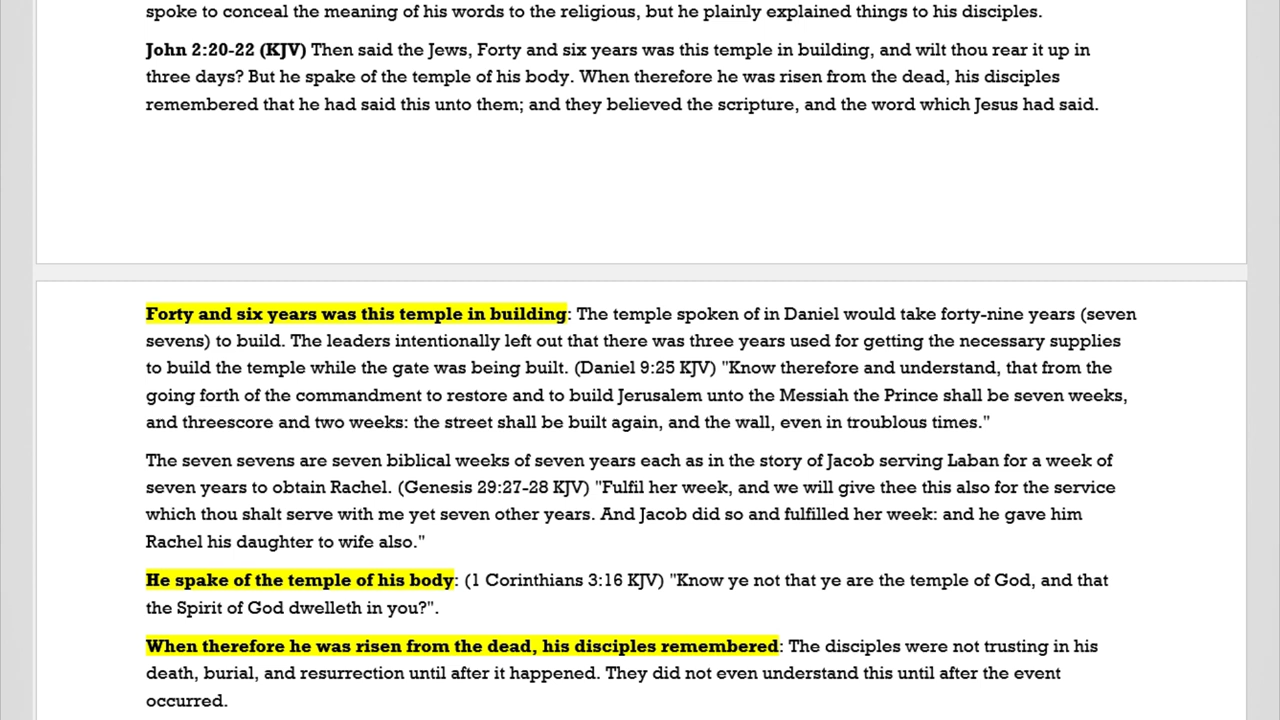 spoke to conceal the meaning of his words to the religious, but he plainly explained things to his disciples.
John 2:20-22 (KJV) Then said the Jews, Forty and six years was this temple in building, and wilt thou rear it up in
three days? But he spake of the temple of his body. When therefore he was risen from the dead, his disciples
remembered that he had said this unto them; and they believed the scripture, and the word which Jesus had said.
Forty and six years was this temple in building: The temple spoken of in Daniel would take forty-nine years (seven
sevens) to build. The leaders intentionally left out that there was three years used for getting the necessary supplies
to build the temple while the gate was being built. (Daniel 9:25 KJV) "Know therefore and understand, that from the
going forth of the commandment to restore and to build Jerusalem unto the Messiah the Prince shall be seven weeks,
and threescore and two weeks: the street shall be built again, and the wall, even in troublous times."
The seven sevens are seven biblical weeks of seven years each as in the story of Jacob serving Laban for a week of
seven years to obtain Rachel. (Genesis 29:27-28 KJV) "Fulfil her week, and we will give thee this also for the service
which thou shalt serve with me yet seven other years. And Jacob did so and fulfilled her week: and he gave him
Rachel his daughter to wife also."
He spake of the temple of his body: (1 Corinthians 3:16 KJV) "Know ye not that ye are the temple of God, and that
the Spirit of God dwelleth in you?".
When therefore he was risen from the dead, his disciples remembered: The disciples were not trusting in his
death, burial, and resurrection until after it happened. They did not even understand this until after the event
occurred.